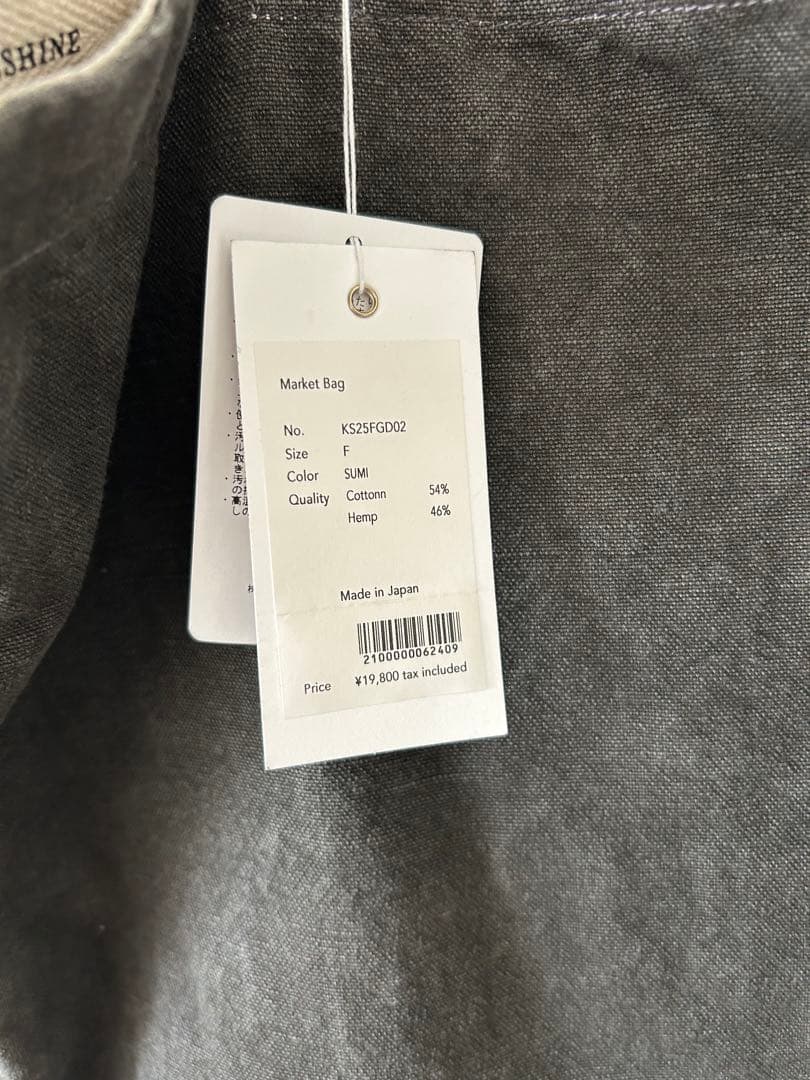 SHINE
Market Bag
No. KS25FGD02
Size F
Color SUMI
Quality Cottonn 54%
Hemp 46%
Made in Japan
2100000062409
Price ¥19,800 tax included